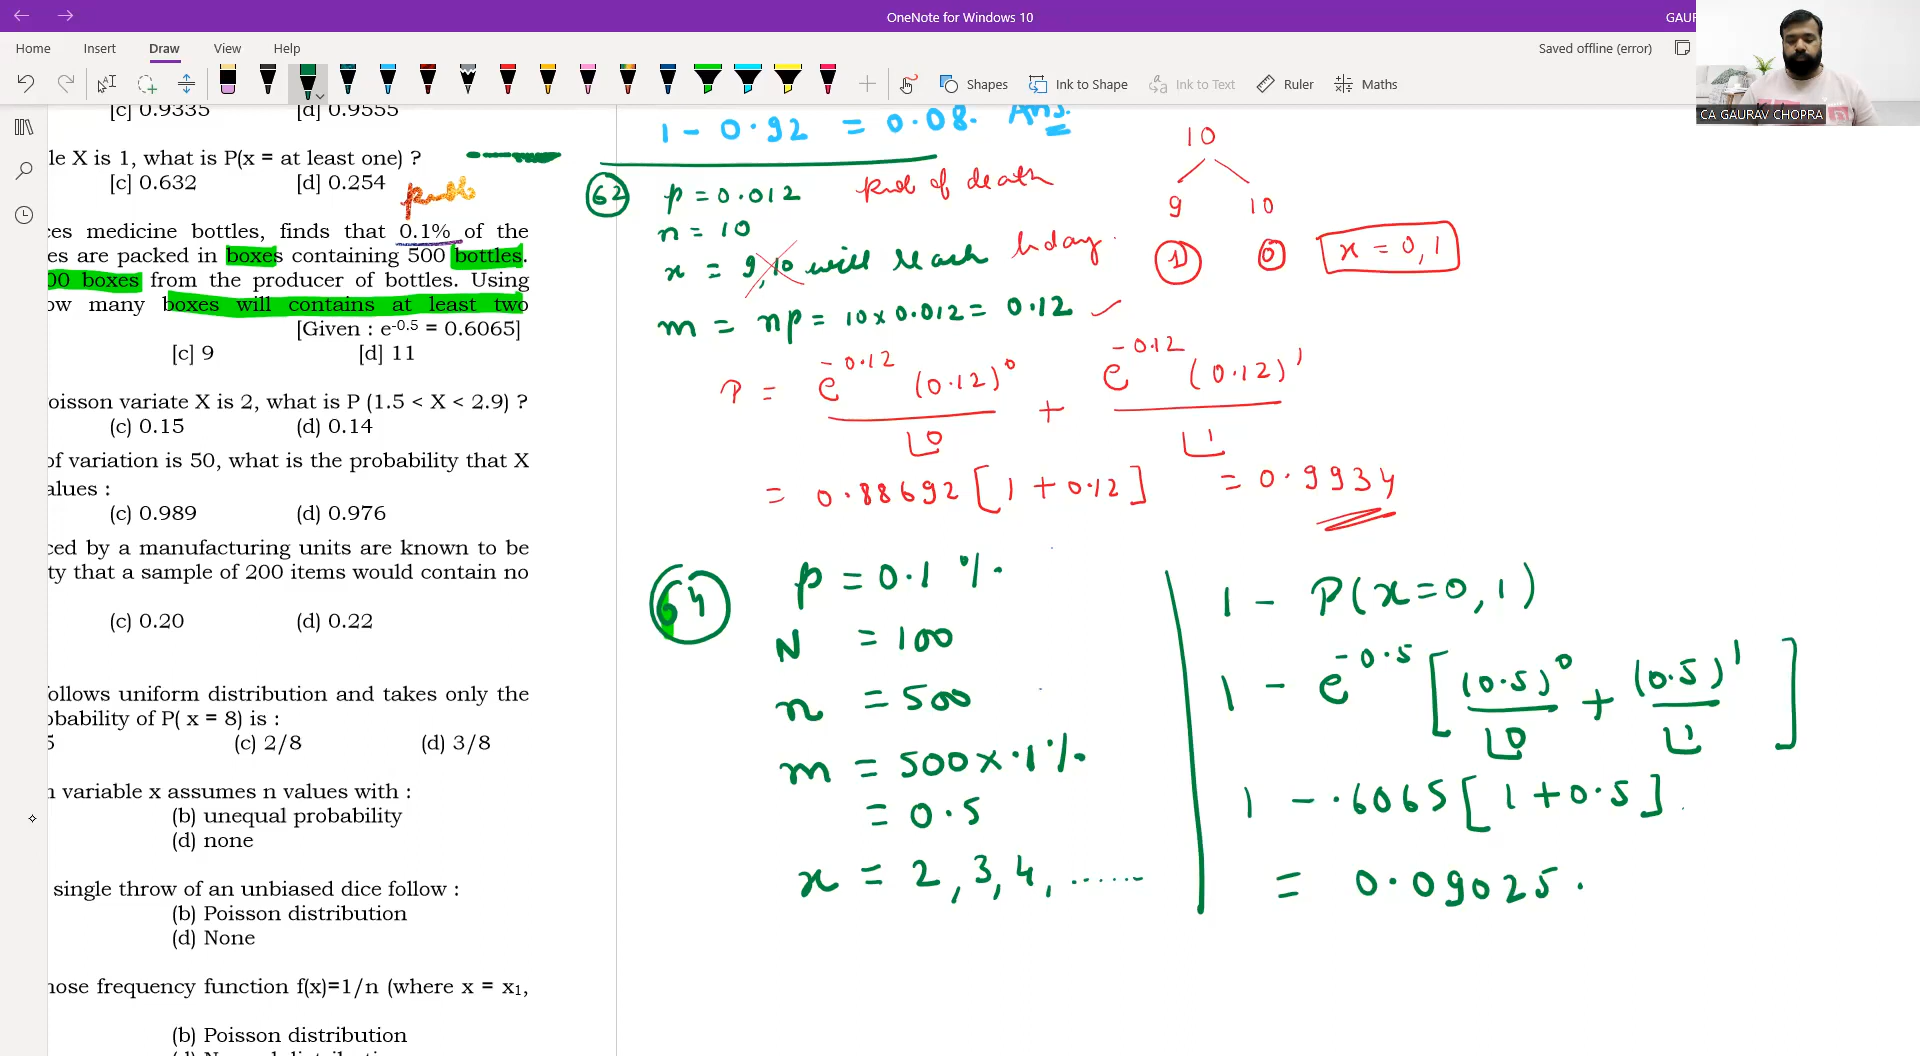 OneNote for Windows 10
GAUR
Home Insert Draw View Help
Saved offline (error)
Shapes Ink to Shape Ink to Text Ruler Maths
CA GAURAV CHOPRA
[c] 0.9335 [d] 0.9555
le X is 1, what is P(x = at least one) ?
[c] 0.632 [d] 0.254
prob
ces medicine bottles, finds that 0.1% of the
es are packed in boxes containing 500 bottles.
00 boxes from the producer of bottles. Using
ow many boxes will contains at least two
[Given : e-0.5 = 0.6065]
[c] 9 [d] 11
oisson variate X is 2, what is P (1.5 < X < 2.9) ?
(c) 0.15 (d) 0.14
of variation is 50, what is the probability that X
alues :
(c) 0.989 (d) 0.976
ced by a manufacturing units are known to be
ty that a sample of 200 items would contain no
(c) 0.20 (d) 0.22
follows uniform distribution and takes only the
obability of P( x = 8) is :
5 (c) 2/8 (d) 3/8
n variable x assumes n values with :
(b) unequal probability
(d) none
single throw of an unbiased dice follow :
(b) Poisson distribution
(d) None
hose frequency function f(x)=1/n (where x = x1,
(b) Poisson distribution
1 - 0.92 = 0.08. Ans.
62 p = 0.012 prob of death
n = 10
x = 9, 10 will reach bday.
m = np = 10 x 0.012 = 0.12
10
9 10
1 0
x = 0, 1
P = e^-0.12 (0.12)^0 / ⌊0 + e^-0.12 (0.12)^1 / ⌊1
= 0.88692 [1 + 0.12] = 0.9934
64 p = 0.1 %
N = 100
n = 500
m = 500 x .1%
= 0.5
x = 2, 3, 4, ......
1 - P(x = 0, 1)
1 - e^-0.5 [(0.5)^0 / ⌊0 + (0.5)^1 / ⌊1]
1 - .6065 [1 + 0.5]
= 0.09025.